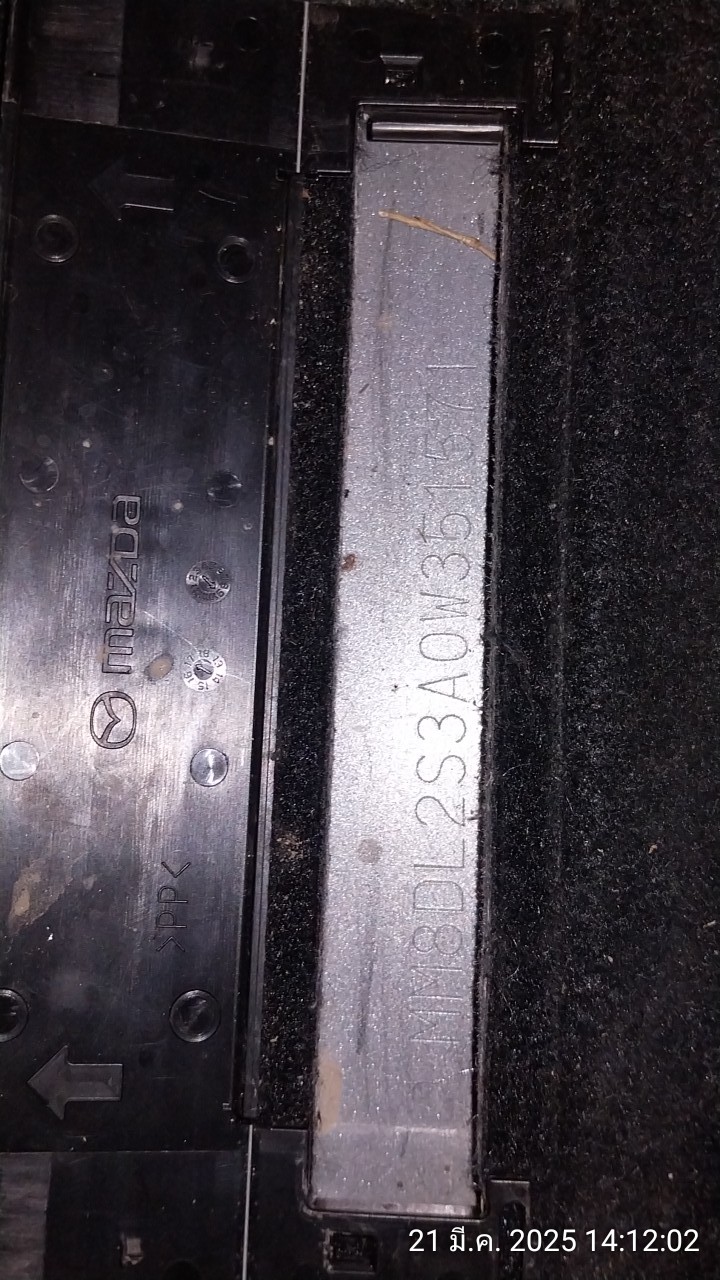 MM8DL2S3A0W351571
mazda
>PP<
21 มี.ค. 2025 14:12:02